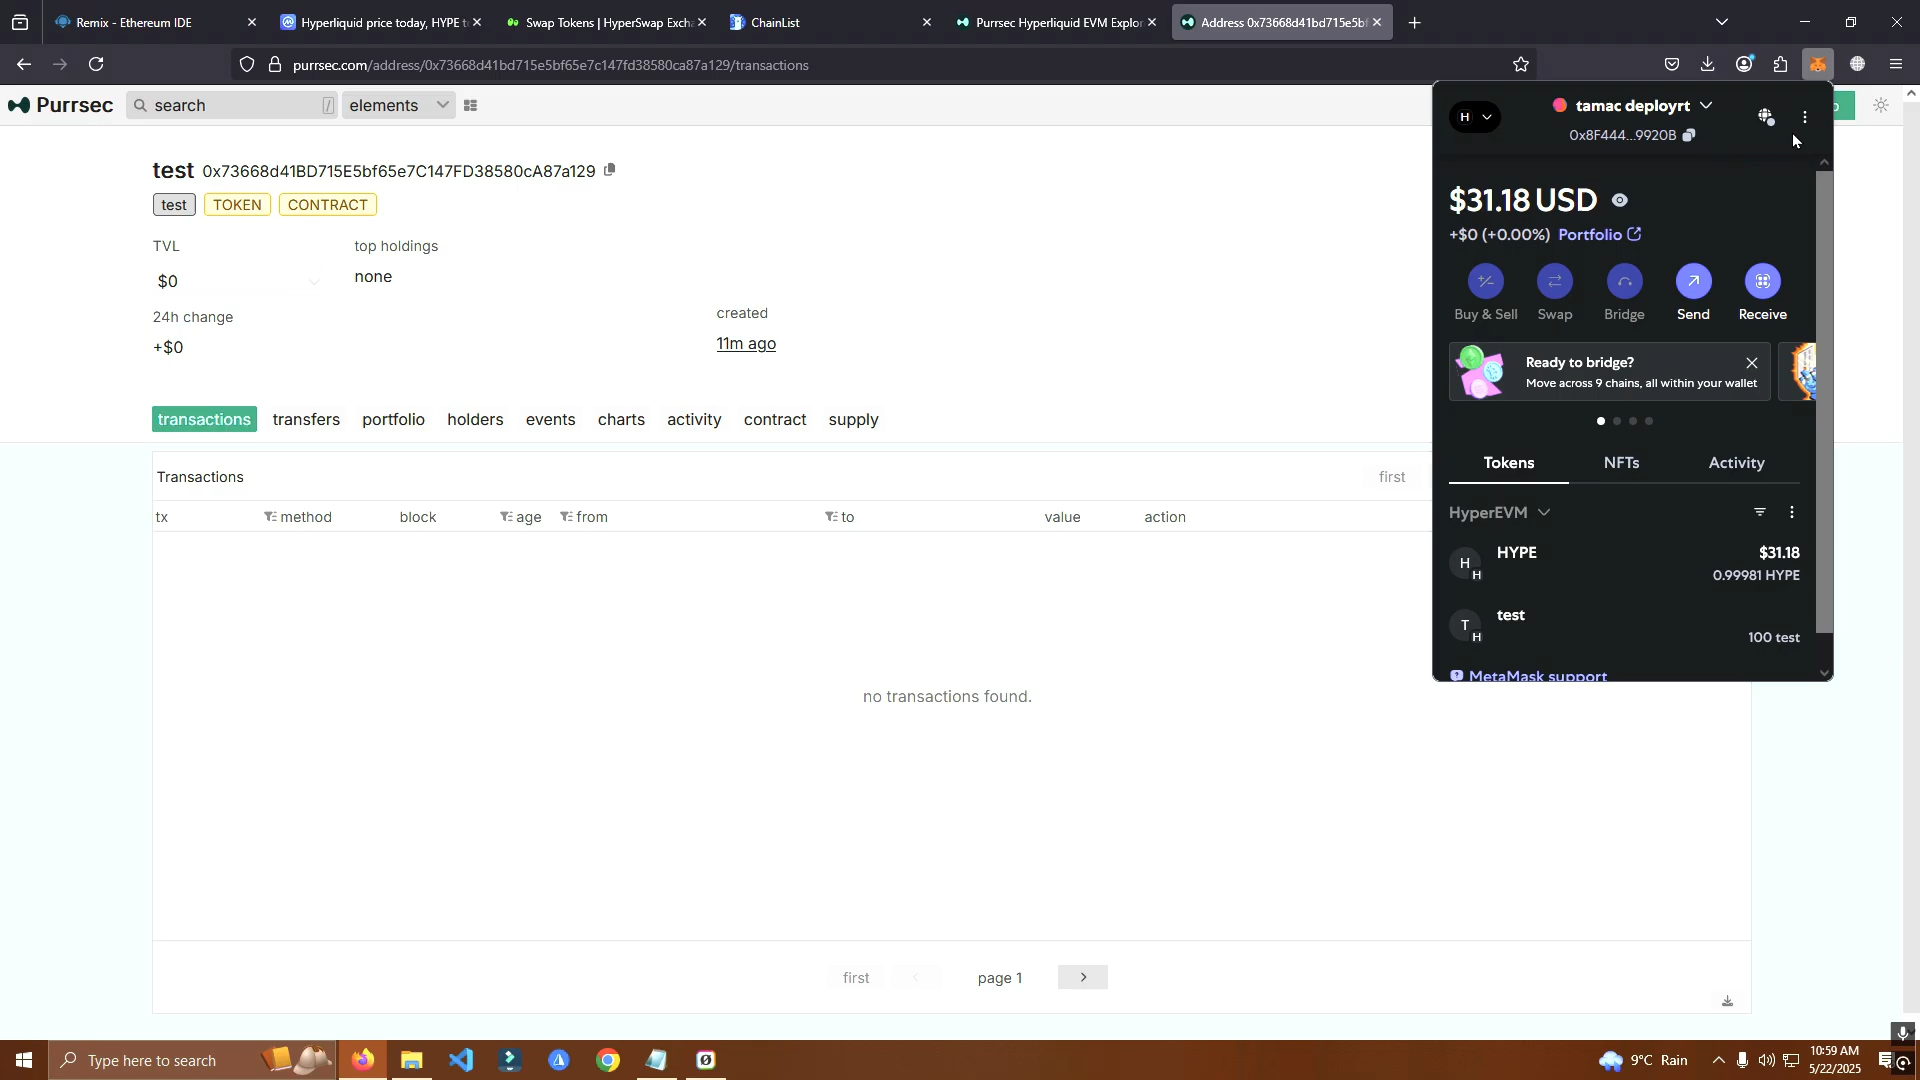 Remix - Ethereum IDE
Hyperliquid price today, HYPE t
Swap Tokens | HyperSwap Excha
ChainList
Purrsec Hyperliquid EVM Explor
Address 0x73668d41bd715e5bf
purrsec.com/address/0x73668d41bd715e5bf65e7c147fd38580ca87a129/transactions
Purrsec
search
/
elements
H
tamac deployrt
0x8F444...9920B
test 0x73668d41BD715E5bf65e7C147FD38580cA87a129
test
TOKEN
CONTRACT
TVL
top holdings
$0
none
24h change
created
+$0
11m ago
$31.18 USD
+$0 (+0.00%) Portfolio
Buy & Sell
Swap
Bridge
Send
Receive
Ready to bridge?
Move across 9 chains, all within your wallet
Tokens
NFTs
Activity
HyperEVM
H
H
HYPE
$31.18
0.99981 HYPE
T
H
test
100 test
MetaMask support
transactions
transfers
portfolio
holders
events
charts
activity
contract
supply
Transactions
first
tx
method
block
age
from
to
value
action
no transactions found.
first
page 1
Type here to search
9°C Rain
10:59 AM
5/22/2025